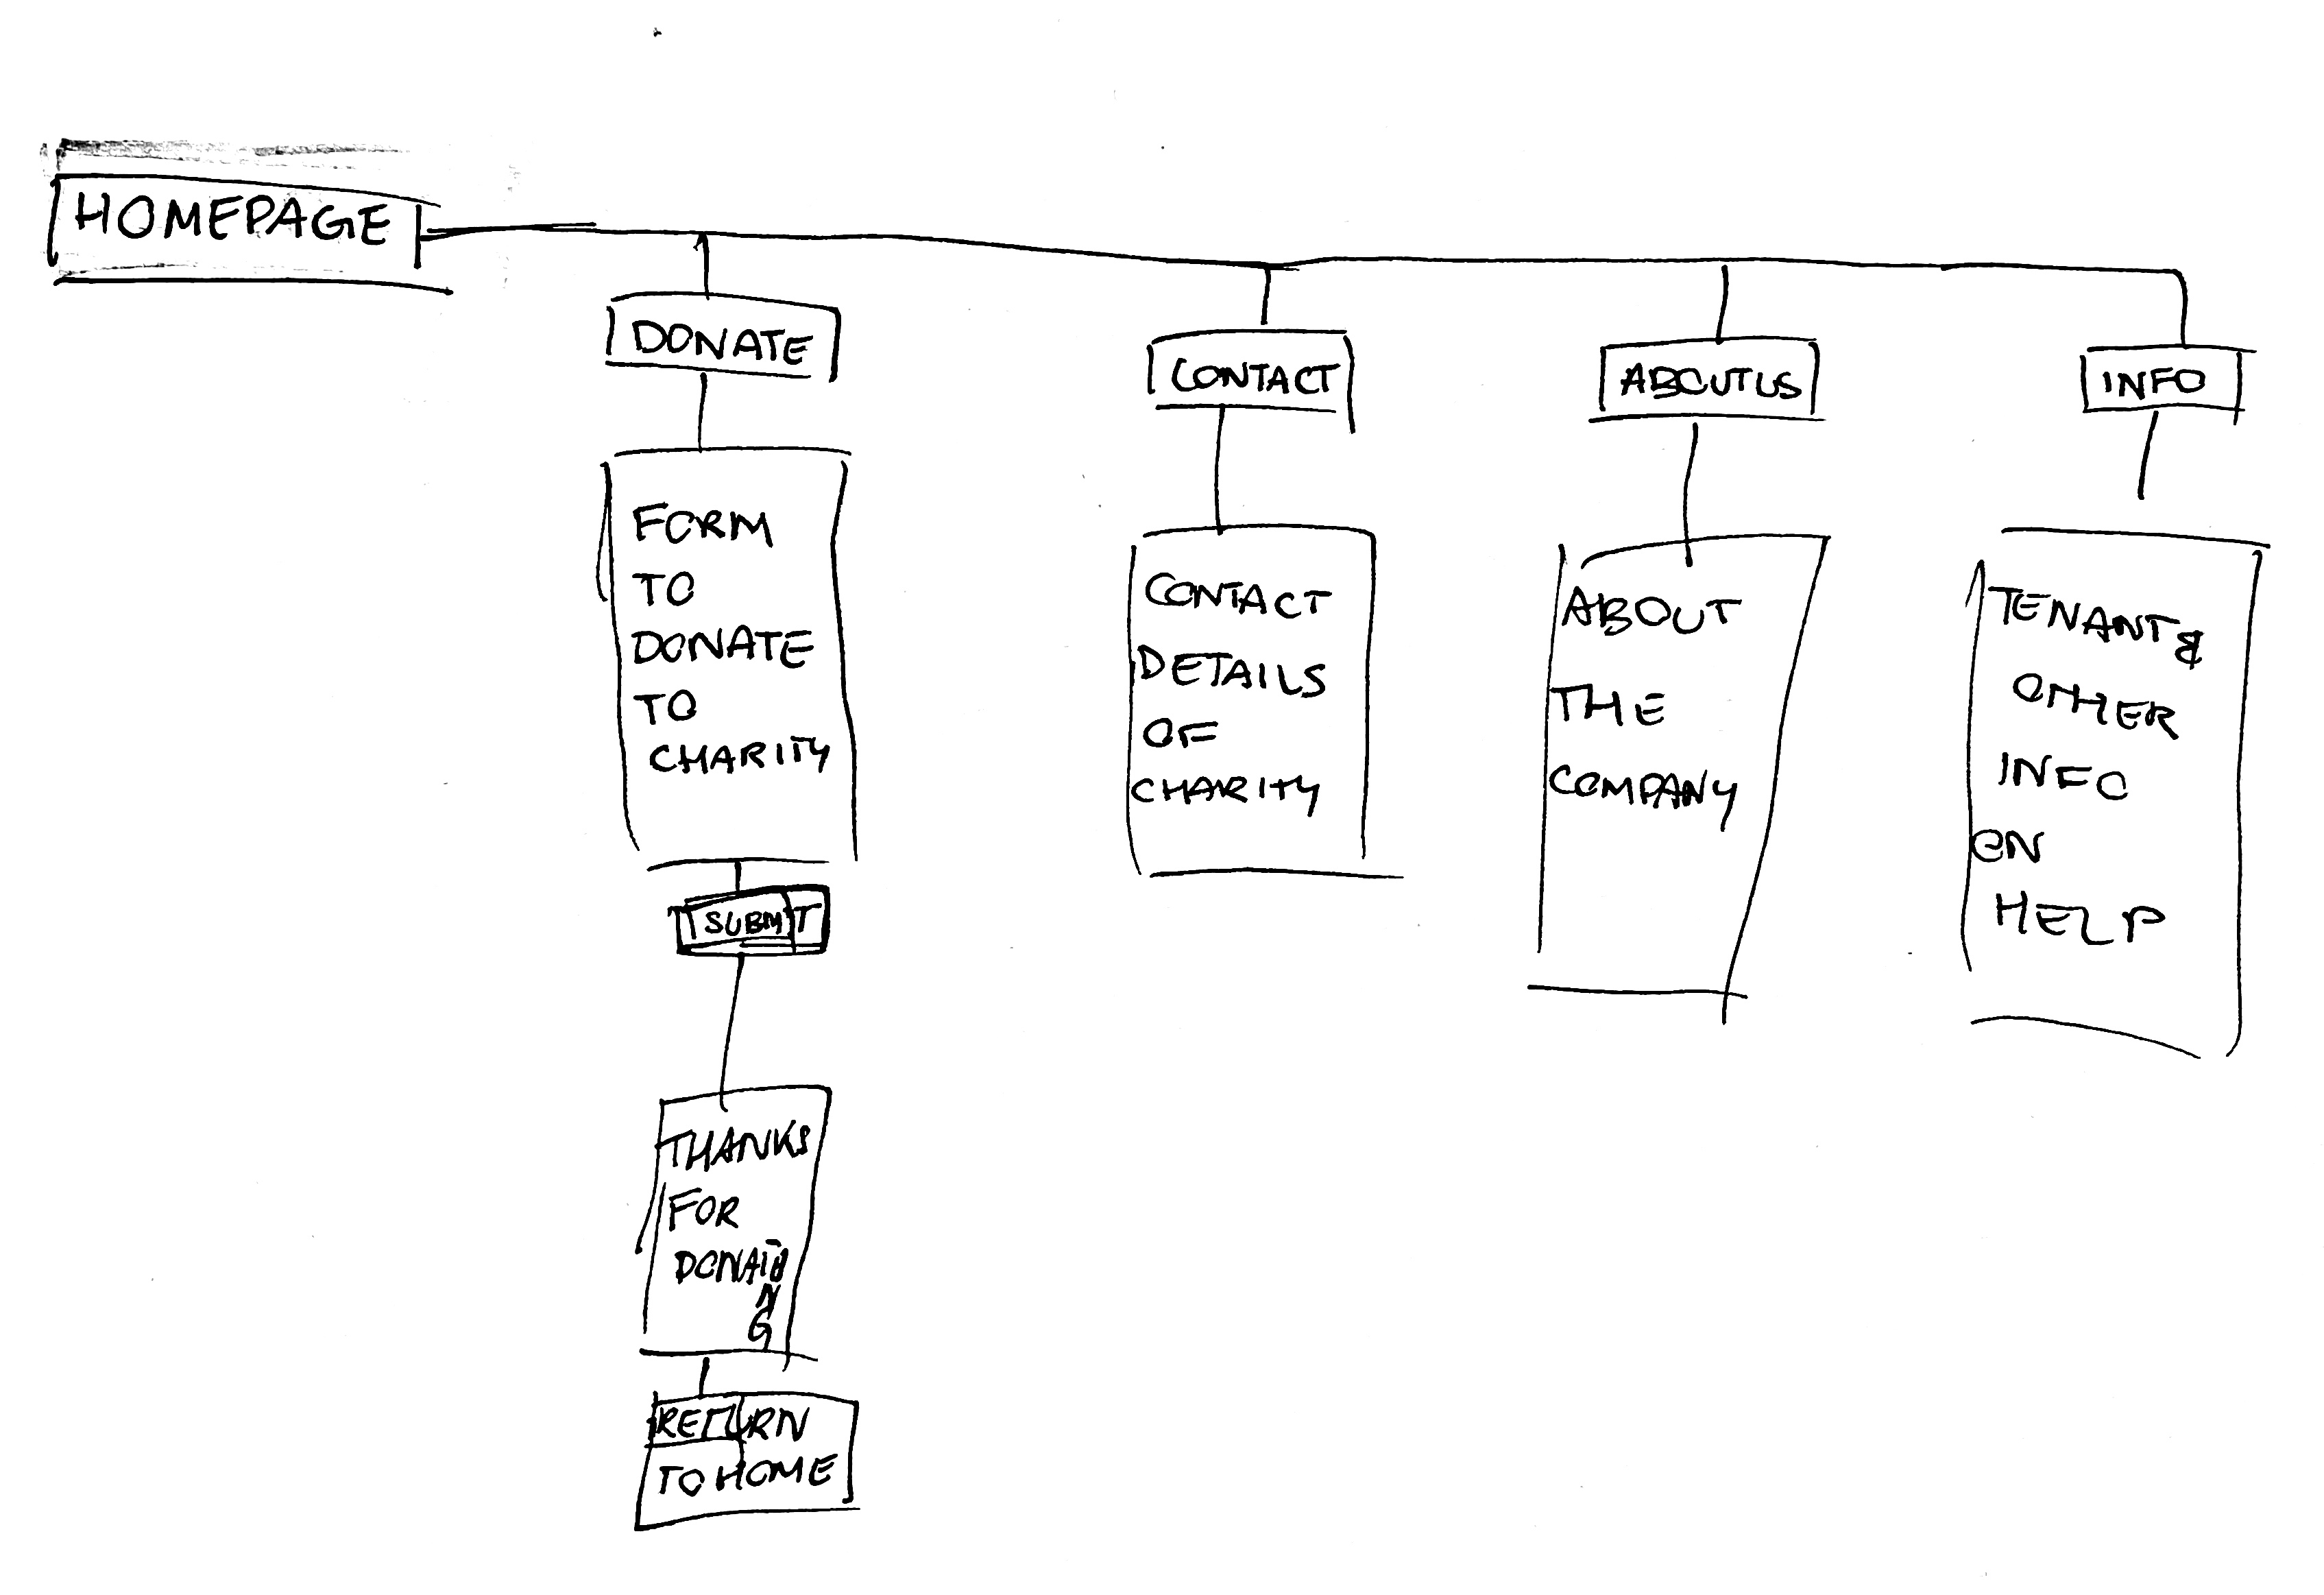 HOMEPAGE
DONATE
CONTACT
ABOUTUS
INFO
FORM
TO
DONATE
TO
CHARITY
SUBMIT
THANKS
FOR
DONATING
RETURN
TO HOME
CONTACT
DETAILS
OF
CHARITY
ABOUT
THE
COMPANY
TENANT &
OTHER
INFO
ON
HELP